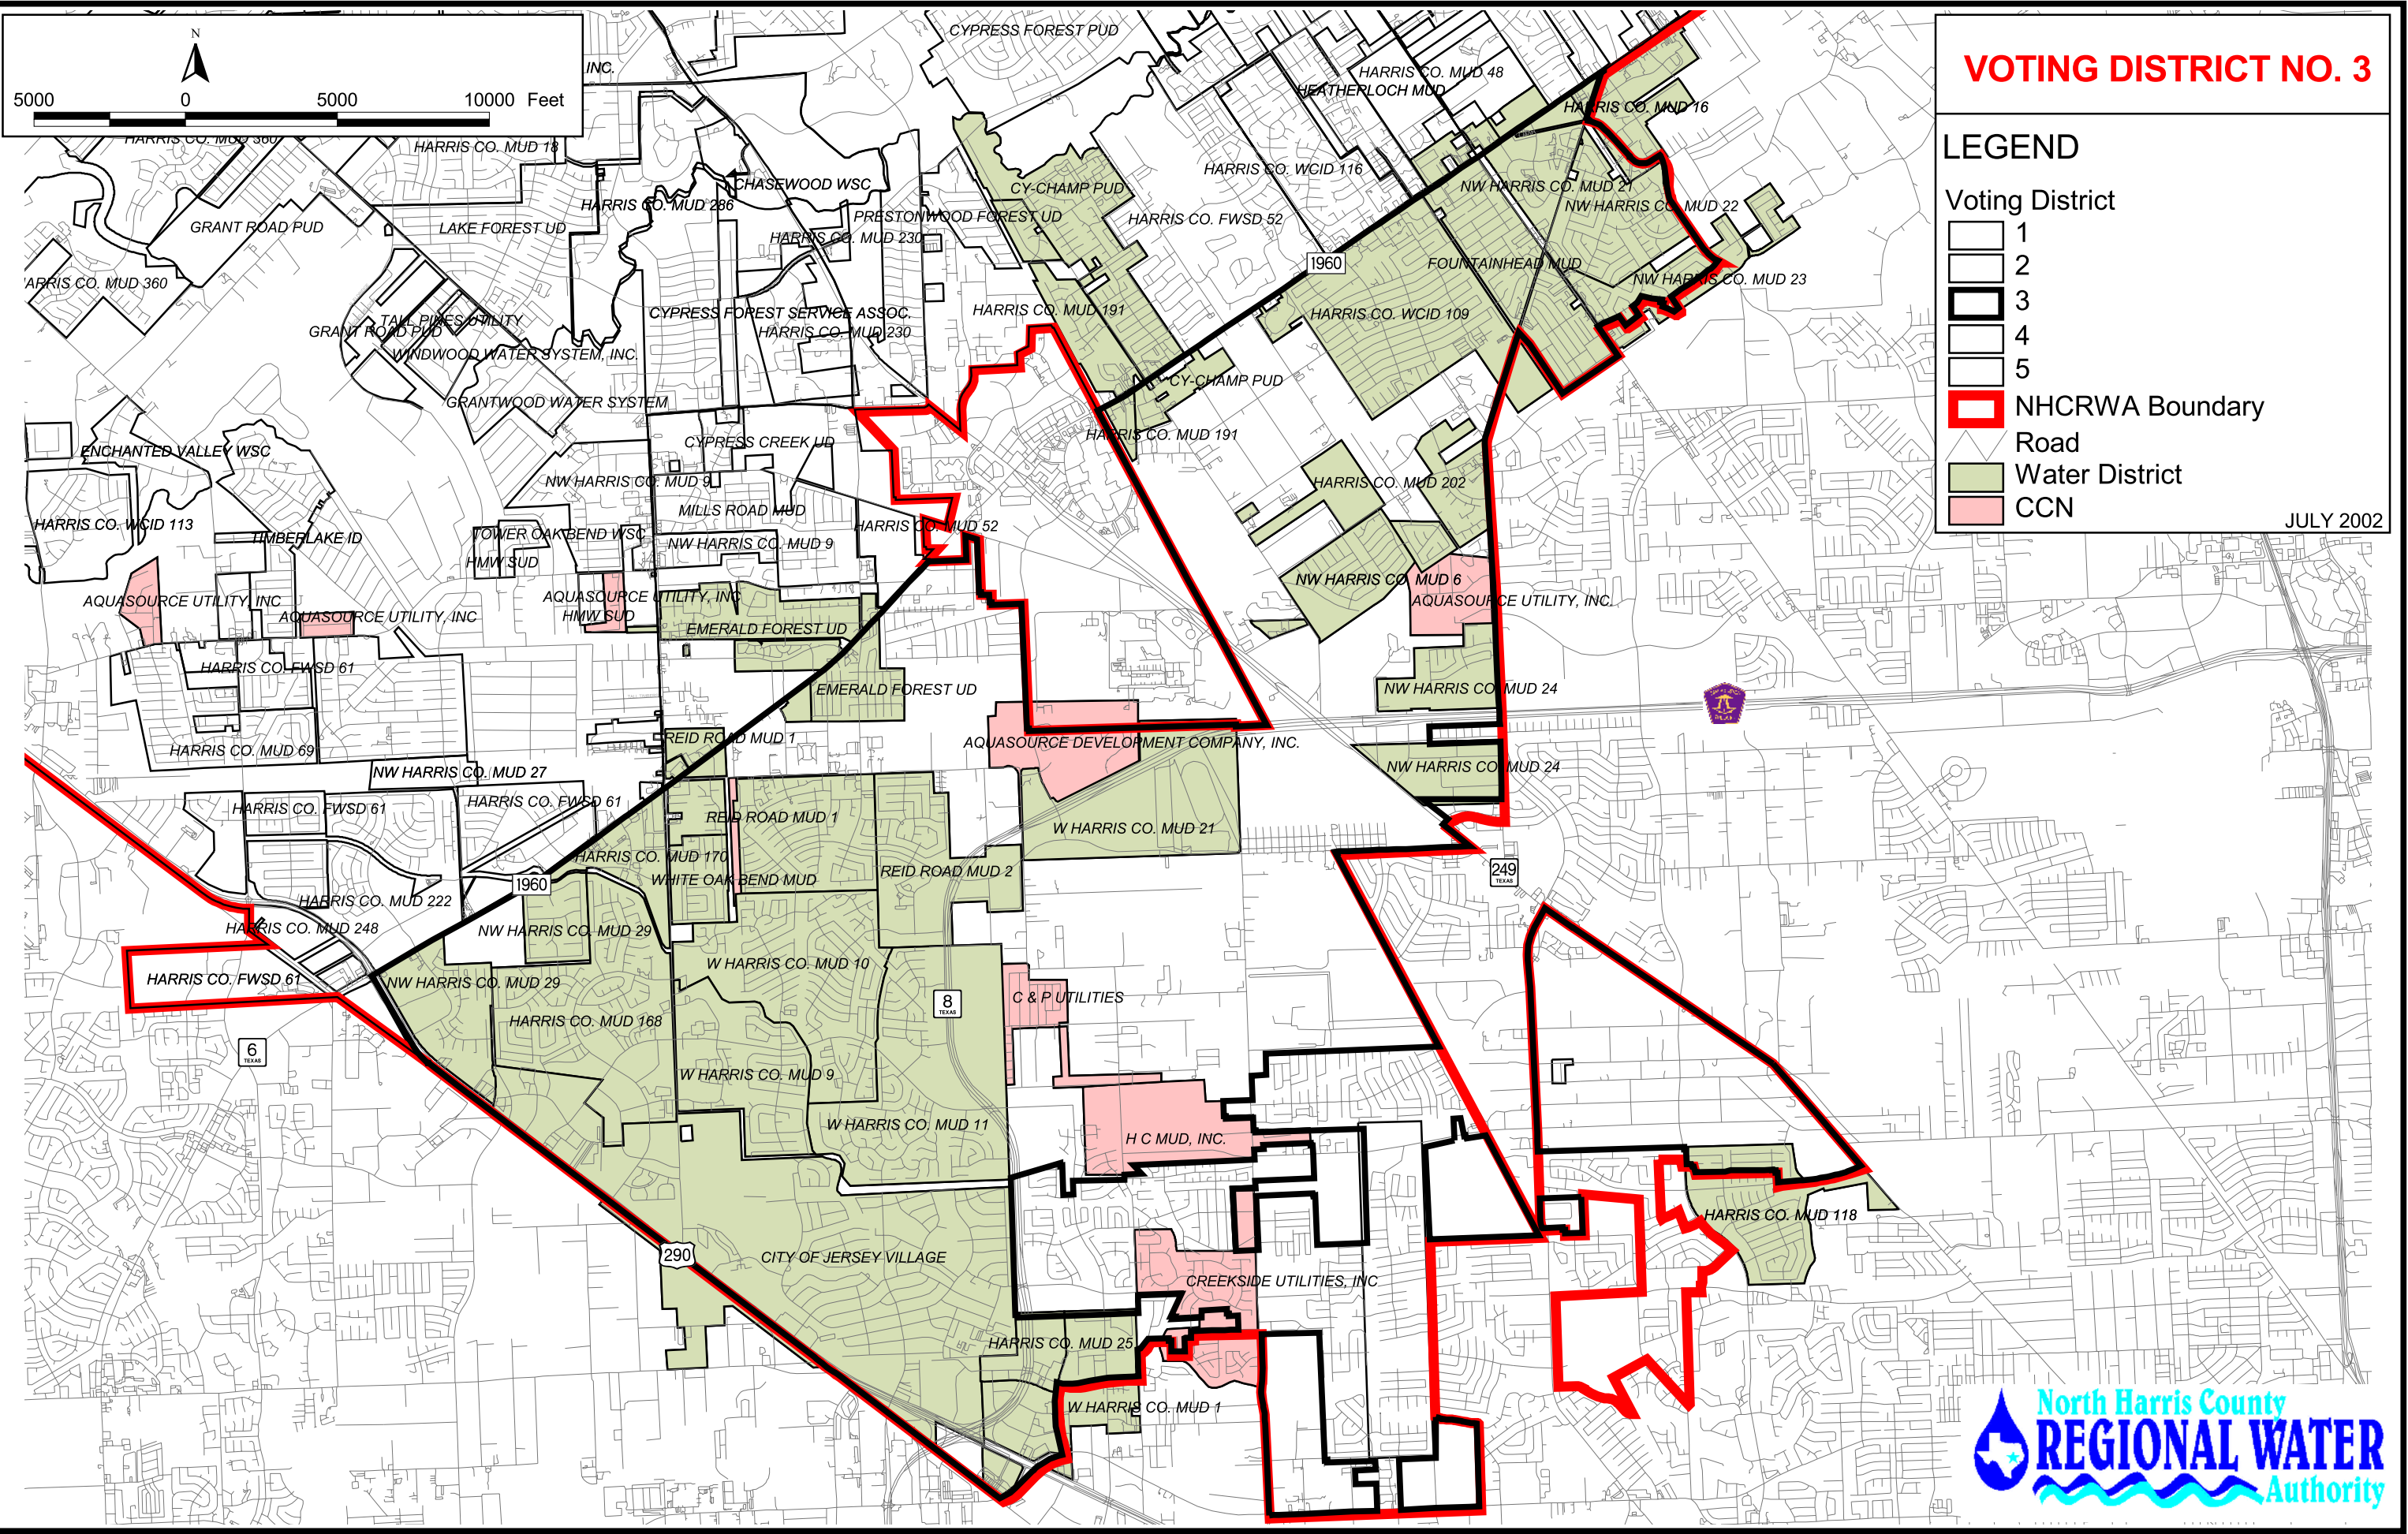 N
5000 0 5000 10000 Feet
VOTING DISTRICT NO. 3
LEGEND
Voting District
1
2
3
4
5
NHCRWA Boundary
Road
Water District
CCN
JULY 2002
CYPRESS FOREST PUD
INC.
HARRIS CO. MUD 48
HEATHERLOCH MUD
HARRIS CO. MUD 16
HARRIS CO. MUD 360
HARRIS CO. MUD 18
HARRIS CO. WCID 116
CHASEWOOD WSC
CY-CHAMP PUD
NW HARRIS CO. MUD 21
HARRIS CO. MUD 286
NW HARRIS CO. MUD 22
PRESTONWOOD FOREST UD
HARRIS CO. FWSD 52
GRANT ROAD PUD
LAKE FOREST UD
HARRIS CO. MUD 230
1960
FOUNTAINHEAD MUD
NW HARRIS CO. MUD 23
ARRIS CO. MUD 360
HARRIS CO. MUD 191
CYPRESS FOREST SERVICE ASSOC.
HARRIS CO. WCID 109
TALL PINES UTILITY
GRANT ROAD PUD
HARRIS CO. MUD 230
WINDWOOD WATER SYSTEM, INC.
CY-CHAMP PUD
GRANTWOOD WATER SYSTEM
HARRIS CO. MUD 191
CYPRESS CREEK UD
ENCHANTED VALLEY WSC
NW HARRIS CO. MUD 9
HARRIS CO. MUD 202
MILLS ROAD MUD
HARRIS CO. WCID 113
HARRIS CO. MUD 52
TIMBERLAKE ID
TOWER OAK BEND WSC
NW HARRIS CO. MUD 9
HMW SUD
NW HARRIS CO. MUD 6
AQUASOURCE UTILITY, INC
AQUASOURCE UTILITY, INC
AQUASOURCE UTILITY, INC.
AQUASOURCE UTILITY, INC
HMW SUD
EMERALD FOREST UD
HARRIS CO. FWSD 61
EMERALD FOREST UD
NW HARRIS CO. MUD 24
REID ROAD MUD 1
AQUASOURCE DEVELOPMENT COMPANY, INC.
HARRIS CO. MUD 69
NW HARRIS CO. MUD 24
NW HARRIS CO. MUD 27
HARRIS CO. FWSD 61
HARRIS CO. FWSD 61
REID ROAD MUD 1
W HARRIS CO. MUD 21
HARRIS CO. MUD 170
REID ROAD MUD 2
249
TEXAS
1960
WHITE OAK BEND MUD
HARRIS CO. MUD 222
HARRIS CO. MUD 248
NW HARRIS CO. MUD 29
W HARRIS CO. MUD 10
HARRIS CO. FWSD 61
NW HARRIS CO. MUD 29
8
TEXAS
C & P UTILITIES
HARRIS CO. MUD 168
6
TEXAS
W HARRIS CO. MUD 9
W HARRIS CO. MUD 11
H C MUD, INC.
HARRIS CO. MUD 118
290
CITY OF JERSEY VILLAGE
CREEKSIDE UTILITIES, INC
HARRIS CO. MUD 25
W HARRIS CO. MUD 1
North Harris County
REGIONAL WATER
Authority